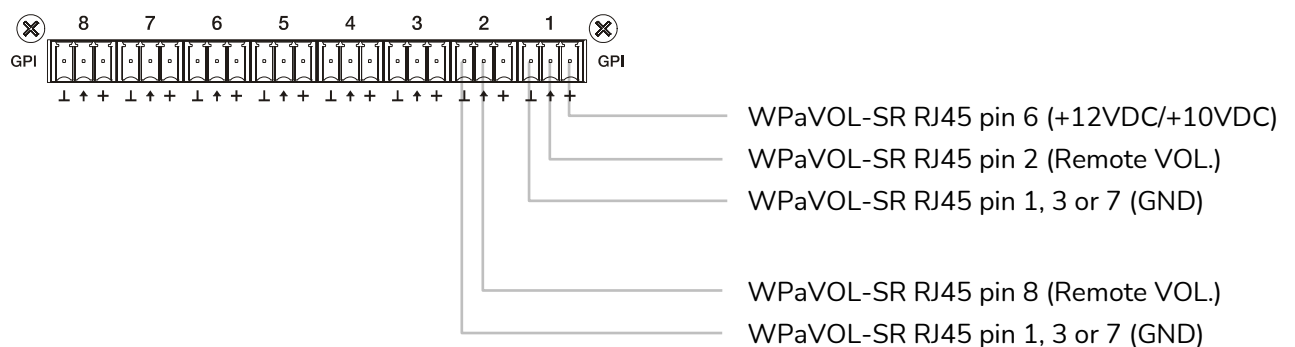 8 7 6 5 4 3 2 1
GPI GPI
⊥ ↑ + ⊥ ↑ + ⊥ ↑ + ⊥ ↑ + ⊥ ↑ + ⊥ ↑ + ⊥ ↑ + ⊥ ↑ +
WPaVOL-SR RJ45 pin 6 (+12VDC/+10VDC)
WPaVOL-SR RJ45 pin 2 (Remote VOL.)
WPaVOL-SR RJ45 pin 1, 3 or 7 (GND)
WPaVOL-SR RJ45 pin 8 (Remote VOL.)
WPaVOL-SR RJ45 pin 1, 3 or 7 (GND)